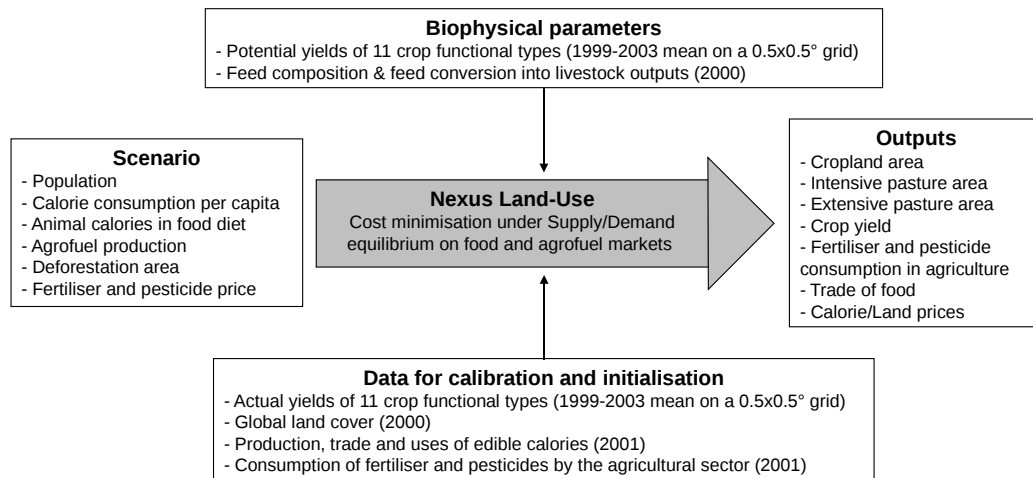 Biophysical parameters
- Potential yields of 11 crop functional types (1999-2003 mean on a 0.5x0.5° grid)
- Feed composition & feed conversion into livestock outputs (2000)
Scenario
- Population
- Calorie consumption per capita
- Animal calories in food diet
- Agrofuel production
- Deforestation area
- Fertiliser and pesticide price
Nexus Land-Use
Cost minimisation under Supply/Demand
equilibrium on food and agrofuel markets
Outputs
- Cropland area
- Intensive pasture area
- Extensive pasture area
- Crop yield
- Fertiliser and pesticide
consumption in agriculture
- Trade of food
- Calorie/Land prices
Data for calibration and initialisation
- Actual yields of 11 crop functional types (1999-2003 mean on a 0.5x0.5° grid)
- Global land cover (2000)
- Production, trade and uses of edible calories (2001)
- Consumption of fertiliser and pesticides by the agricultural sector (2001)